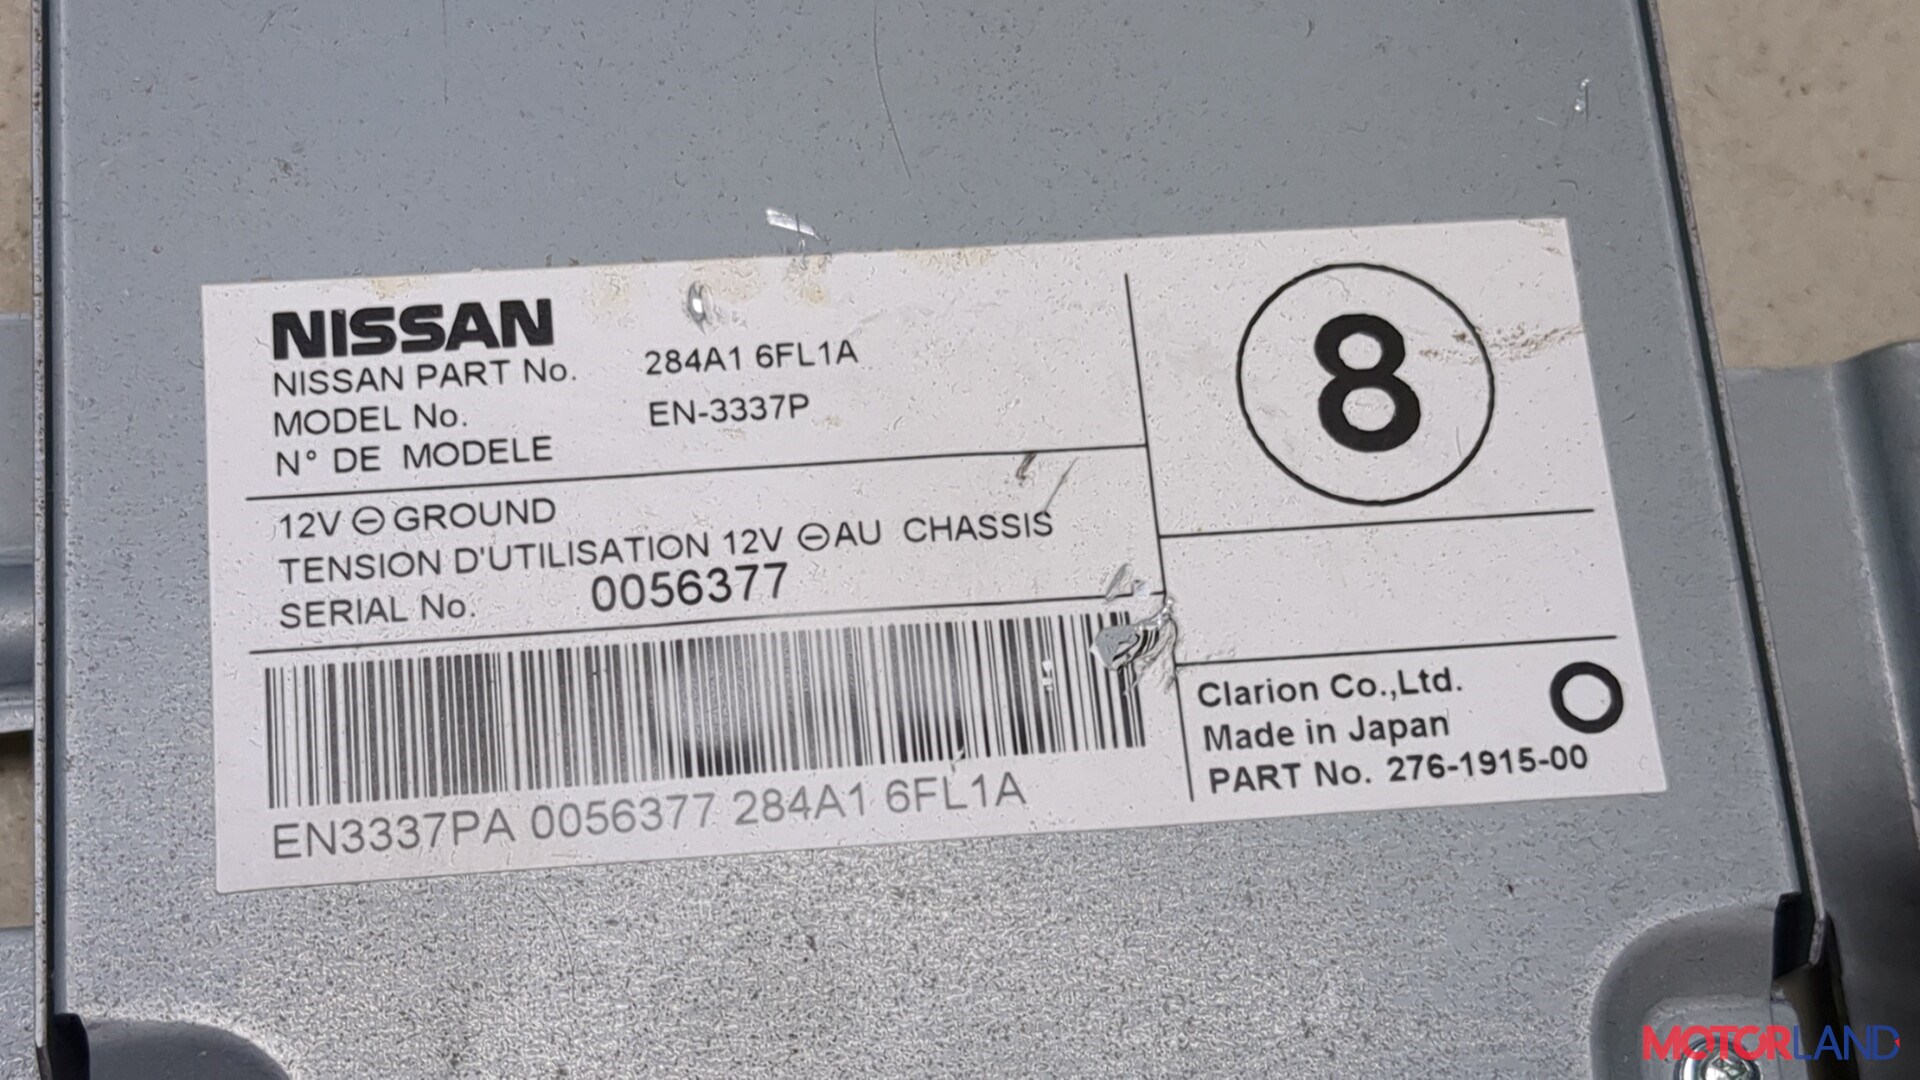 NISSAN
NISSAN PART No. 284A1 6FL1A
MODEL No. EN-3337P
N° DE MODELE
12V ⊖ GROUND
TENSION D'UTILISATION 12V ⊖ AU CHASSIS
SERIAL No. 0056377
EN3337PA 0056377 284A1 6FL1A
8
Clarion Co.,Ltd.
Made in Japan
PART No. 276-1915-00
MOTORLAND